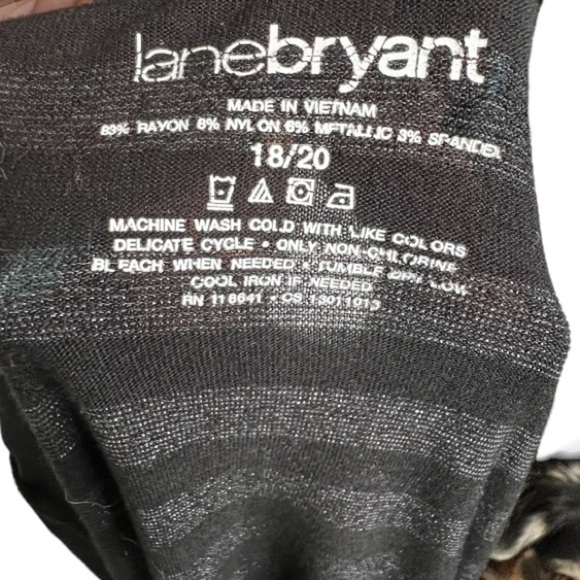 lanebryant
MADE IN VIETNAM
83% RAYON 8% NYLON 6% METALLIC 3% SPANDEX
18/20
MACHINE WASH COLD WITH LIKE COLORS
DELICATE CYCLE • ONLY NON-CHLORINE
BLEACH WHEN NEEDED • TUMBLE DRY LOW
COOL IRON IF NEEDED
RN 116641 • CS 13011013